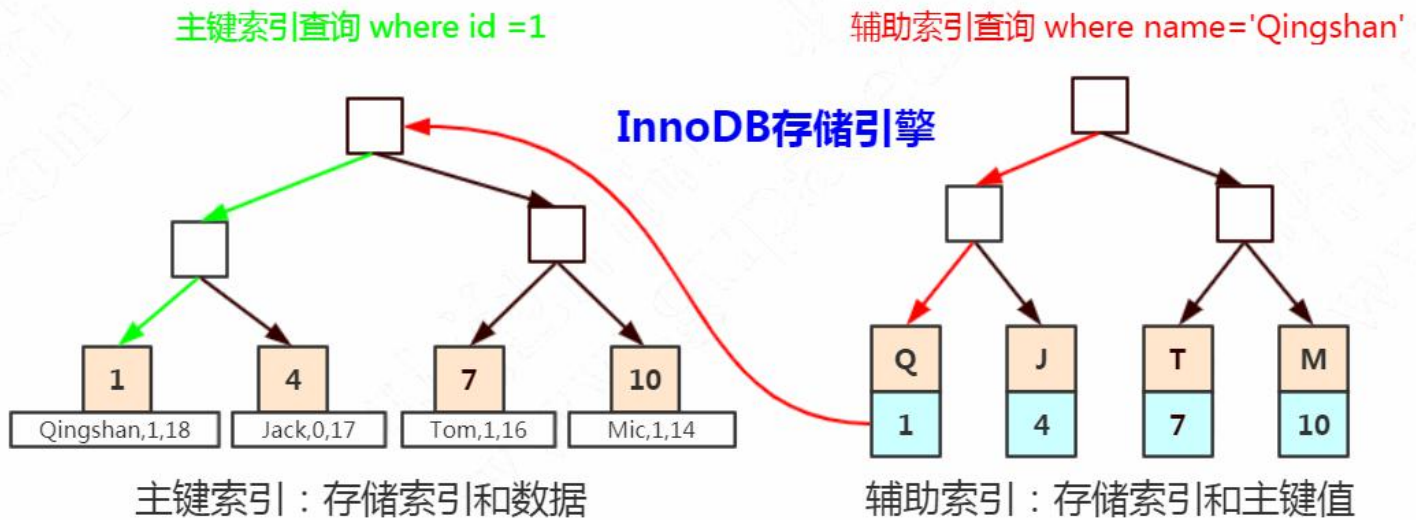 主键索引查询 where id =1
辅助索引查询 where name='Qingshan'
InnoDB存储引擎
1
4
7
10
Qingshan,1,18
Jack,0,17
Tom,1,16
Mic,1,14
Q
J
T
M
1
4
7
10
主键索引：存储索引和数据
辅助索引：存储索引和主键值